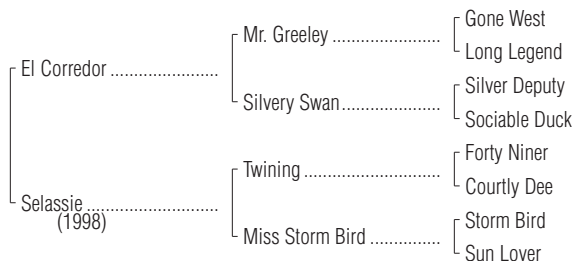 Gone West
Mr. Greeley ........................
Long Legend
El Corredor ........................
Silver Deputy
Silvery Swan......................
Sociable Duck
Forty Niner
Twining ..............................
Courtly Dee
Selassie .............................
(1998)
Storm Bird
Miss Storm Bird ...............
Sun Lover